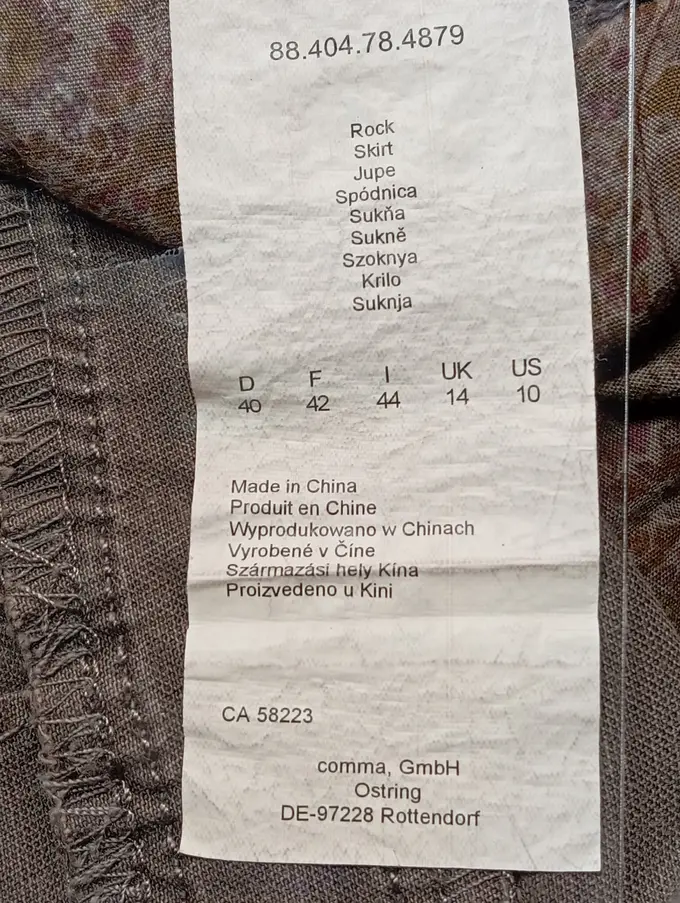 88.404.78.4879
Rock
Skirt
Jupe
Spódnica
Sukňa
Sukně
Szoknya
Krilo
Suknja
D F I UK US
40 42 44 14 10
Made in China
Produit en Chine
Wyprodukowano w Chinach
Vyrobené v Číne
Származási hely Kína
Proizvedeno u Kini
CA 58223
comma, GmbH
Ostring
DE-97228 Rottendorf